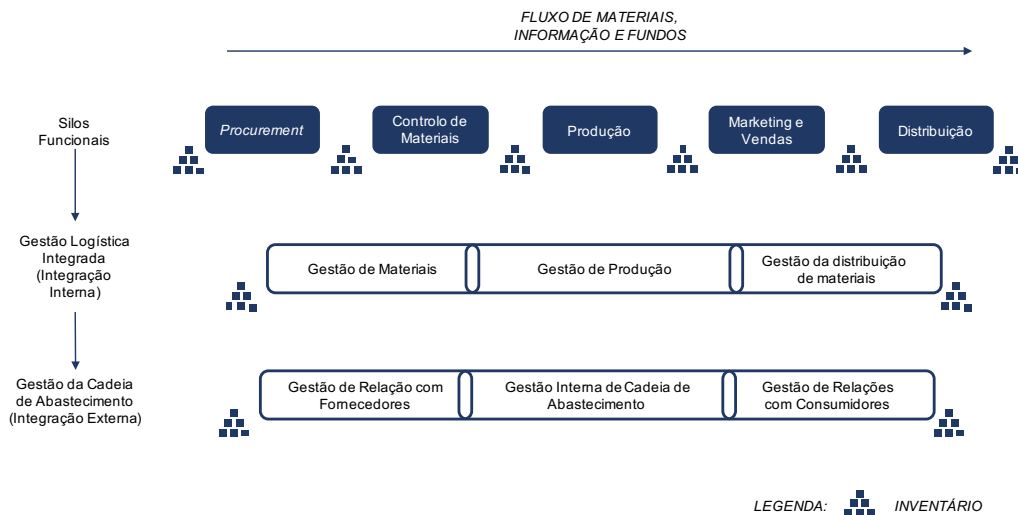 FLUXO DE MATERIAIS,
INFORMAÇÃO E FUNDOS
Silos
Funcionais
Procurement
Controlo de
Materiais
Produção
Marketing e
Vendas
Distribuição
Gestão Logística
Integrada
(Integração
Interna)
Gestão de Materiais
Gestão de Produção
Gestão da distribuição
de materiais
Gestão da Cadeia
de Abastecimento
(Integração Externa)
Gestão de Relação com
Fornecedores
Gestão Interna de Cadeia de
Abastecimento
Gestão de Relações
com Consumidores
LEGENDA:
INVENTÁRIO